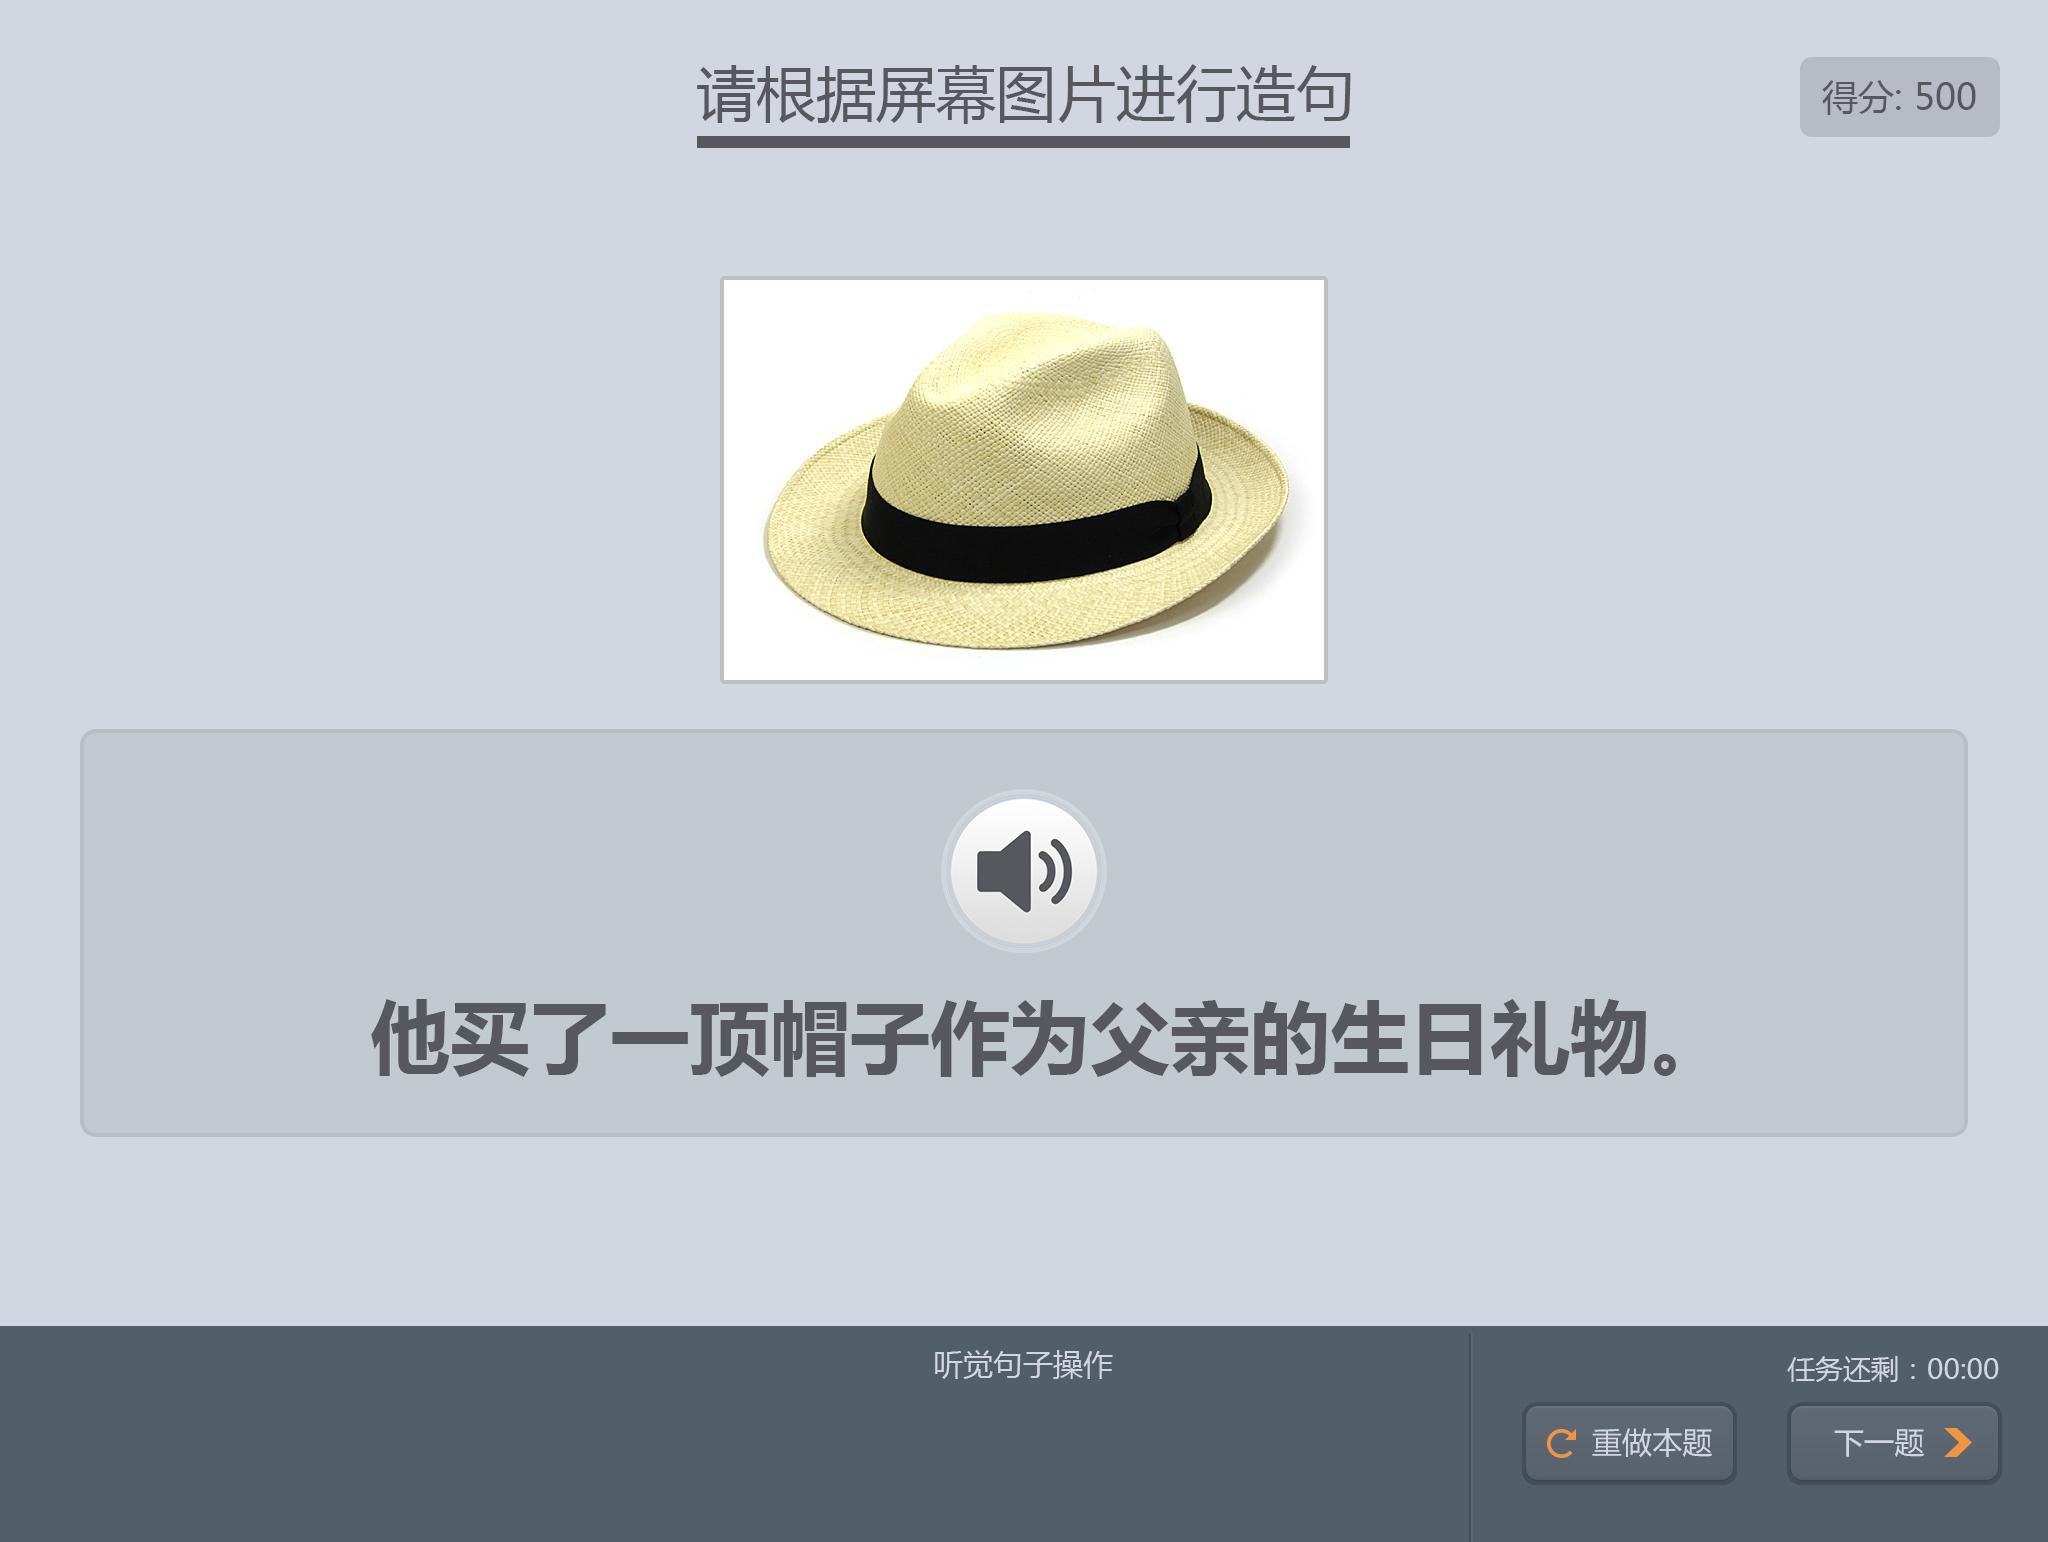 请根据屏幕图片进行造句
得分: 500
他买了一顶帽子作为父亲的生日礼物。
听觉句子操作
任务还剩：00:00
重做本题
下一题